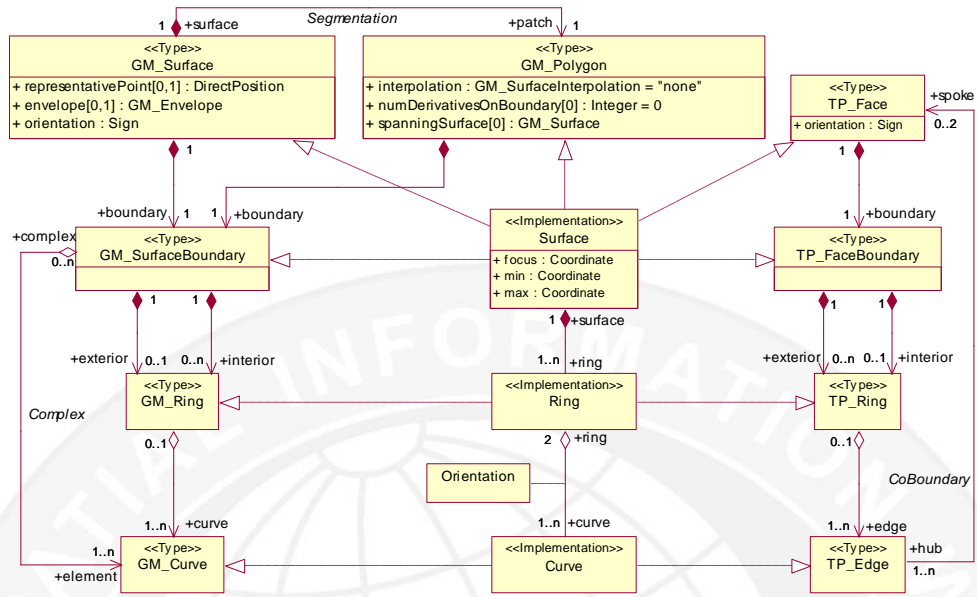 Segmentation
1 +surface
+patch 1
<<Type>>
GM_Surface
+ representativePoint[0,1] : DirectPosition
+ envelope[0,1] : GM_Envelope
+ orientation : Sign
<<Type>>
GM_Polygon
+ interpolation : GM_SurfaceInterpolation = "none"
+ numDerivativesOnBoundary[0] : Integer = 0
+ spanningSurface[0] : GM_Surface
<<Type>>
TP_Face
+ orientation : Sign
+spoke
0..2
1
1
1
+boundary 1
1 +boundary
1 +boundary
+complex
0..n
<<Type>>
GM_SurfaceBoundary
<<Implementation>>
Surface
+ focus : Coordinate
+ min : Coordinate
+ max : Coordinate
<<Type>>
TP_FaceBoundary
1 1
1 +surface
1 1
+exterior 0..1
0..n +interior
1..n +ring
+exterior 0..n
0..1 +interior
<<Type>>
GM_Ring
<<Implementation>>
Ring
<<Type>>
TP_Ring
Complex
0..1
2 +ring
0..1
Orientation
CoBoundary
1..n +curve
1..n +curve
1..n +edge
1..n
+element
<<Type>>
GM_Curve
<<Implementation>>
Curve
<<Type>>
TP_Edge
+hub
1..n
SPATIAL INFORMATION